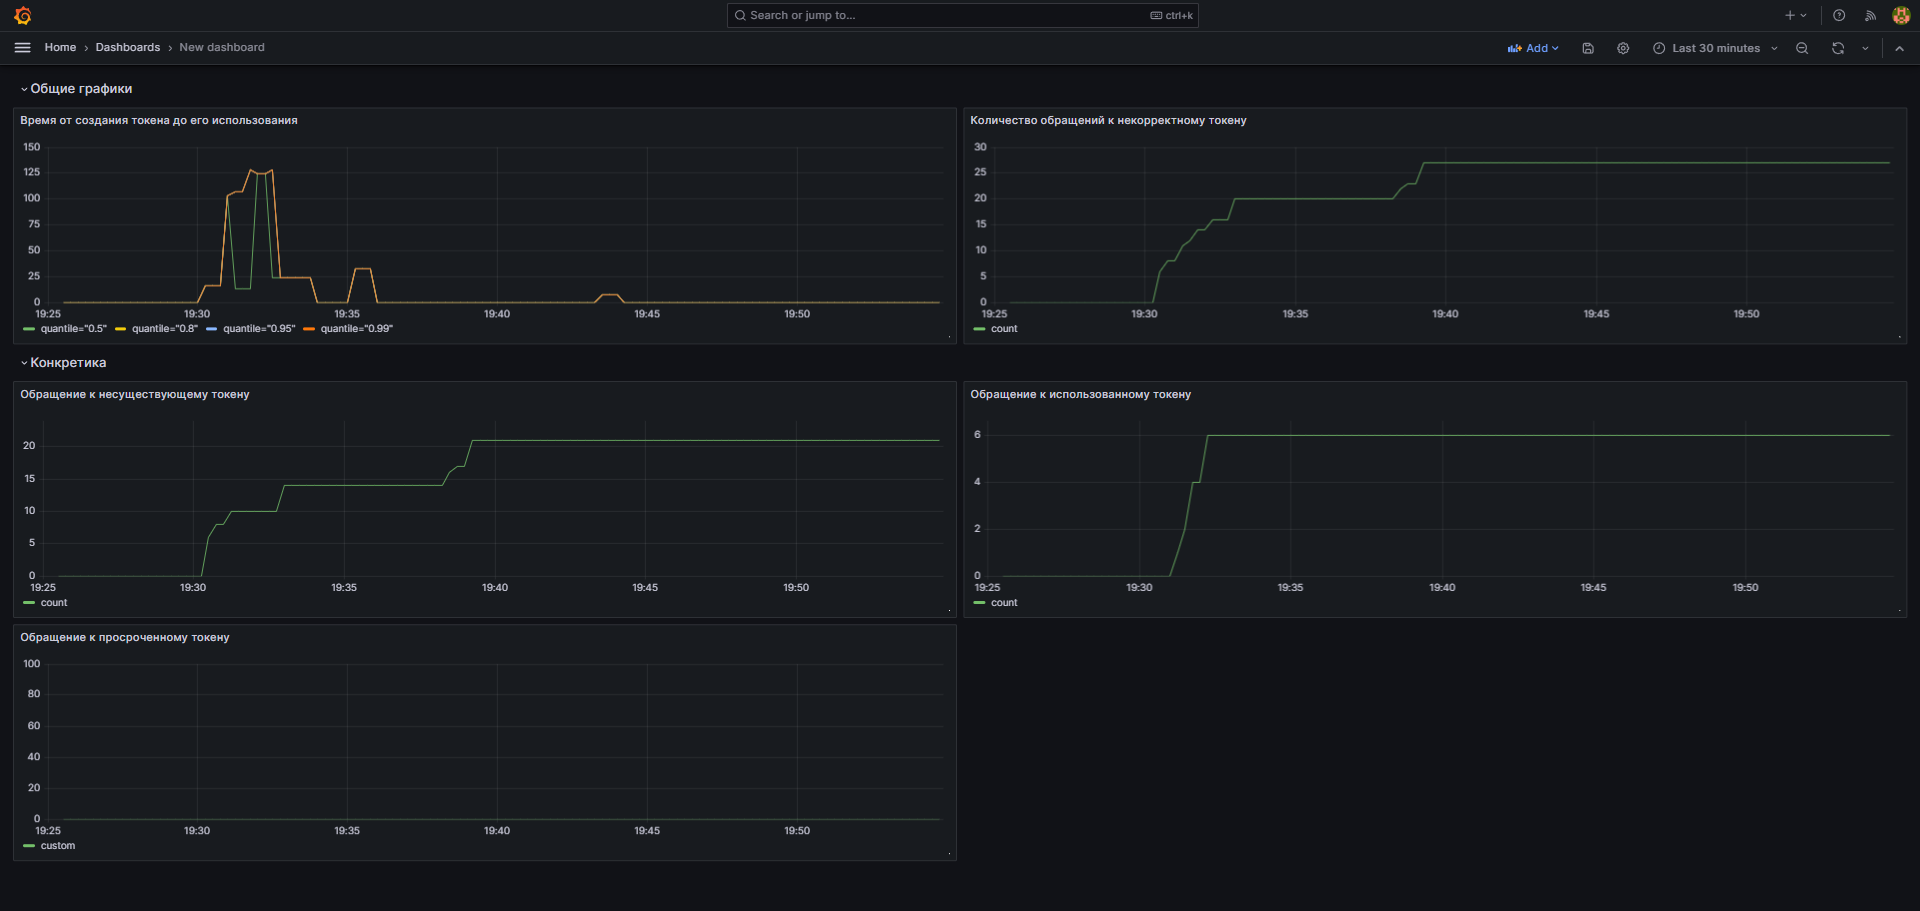 Search or jump to... ctrl+k
Home › Dashboards › New dashboard Add Last 30 minutes
Общие графики
Время от создания токена до его использования
150
125
100
75
50
25
0
19:25 19:30 19:35 19:40 19:45 19:50
quantile="0.5" quantile="0.8" quantile="0.95" quantile="0.99"
Количество обращений к некорректному токену
30
25
20
15
10
5
0
19:25 19:30 19:35 19:40 19:45 19:50
count
Конкретика
Обращение к несуществующему токену
20
15
10
5
0
19:25 19:30 19:35 19:40 19:45 19:50
count
Обращение к использованному токену
6
4
2
0
19:25 19:30 19:35 19:40 19:45 19:50
count
Обращение к просроченному токену
100
80
60
40
20
0
19:25 19:30 19:35 19:40 19:45 19:50
custom